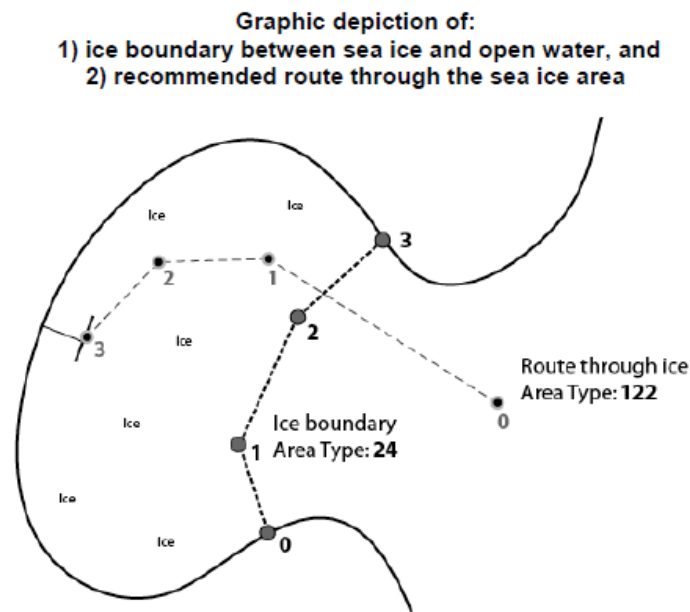 Graphic depiction of:
1) ice boundary between sea ice and open water, and
2) recommended route through the sea ice area
Ice
Ice
3
2
1
2
3
Ice
Route through ice
Area Type: 122
0
Ice
Ice boundary
1 Area Type: 24
Ice
Ice
0